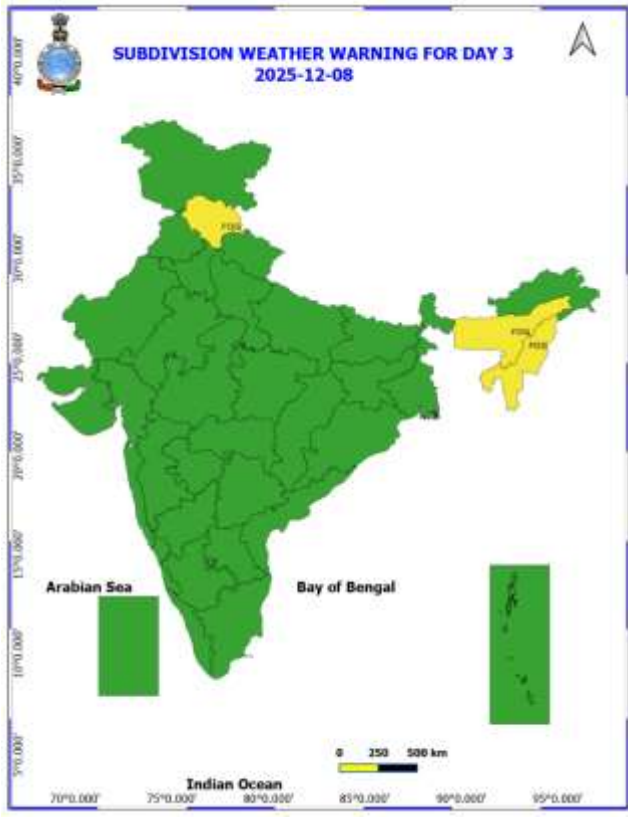 SUBDIVISION WEATHER WARNING FOR DAY 3
2025-12-08
40°0.000'
35°0.000'
30°0.000'
25°0.000'
20°0.000'
15°0.000'
10°0.000'
5°0.000'
FOG
FOG
FOG
Arabian Sea
Bay of Bengal
0 250 500 km
Indian Ocean
70°0.000' 75°0.000' 80°0.000' 85°0.000' 90°0.000' 95°0.000'